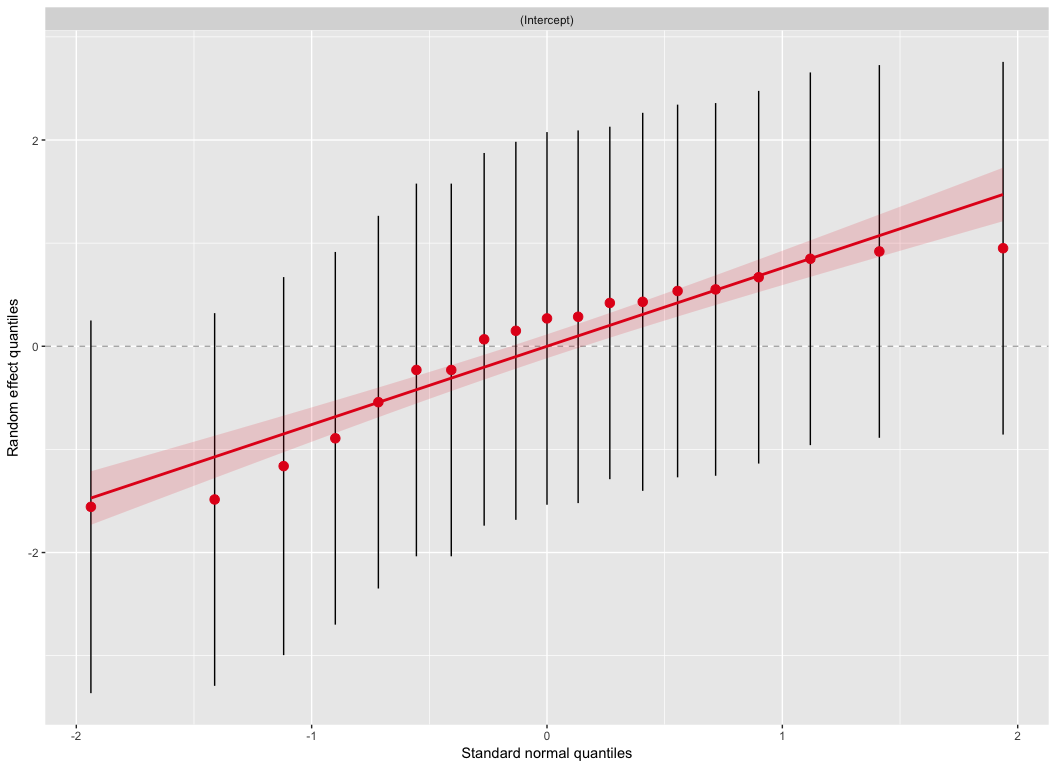 (Intercept)
Random effect quantiles
2
0
-2
-2
-1
0
1
2
Standard normal quantiles